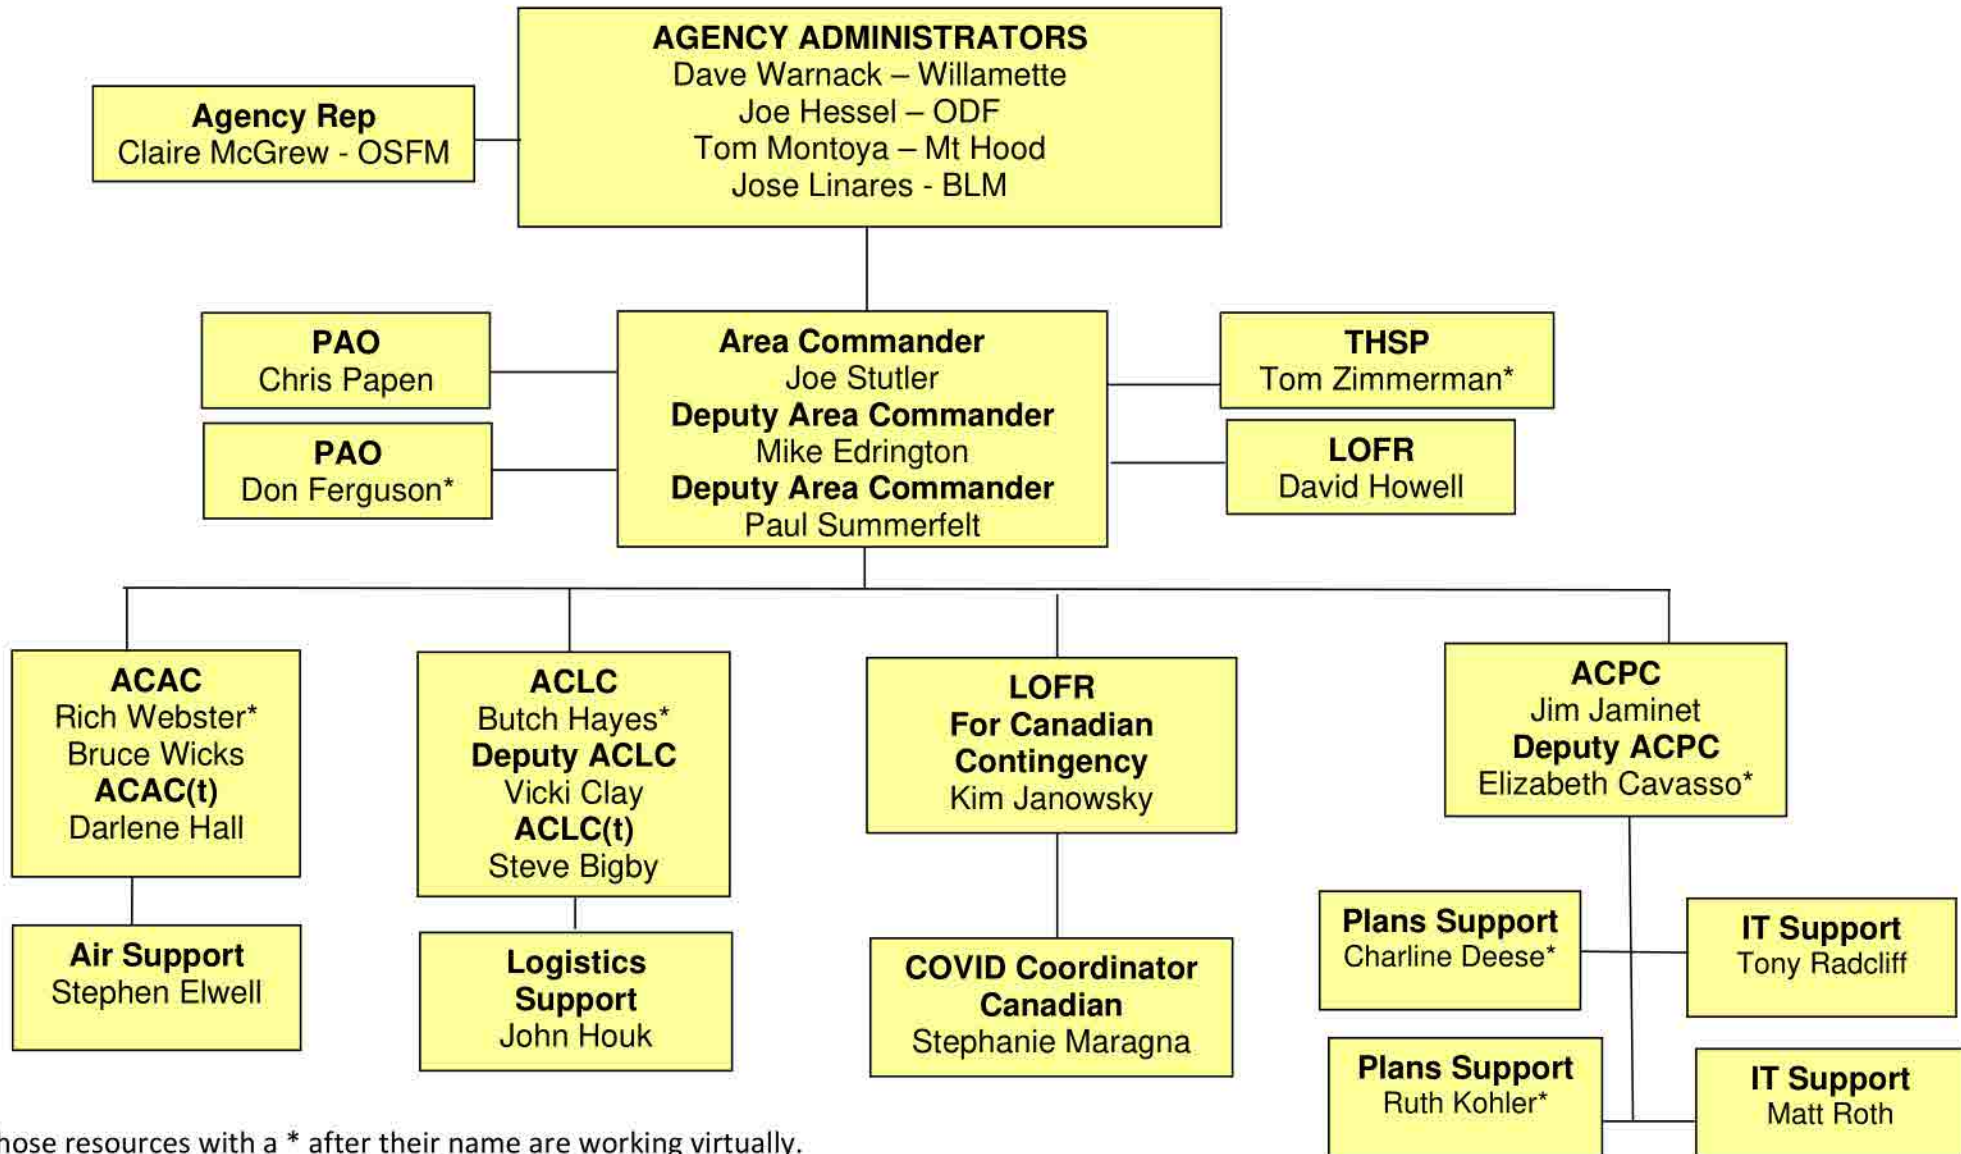 AGENCY ADMINISTRATORS
Dave Warnack – Willamette
Joe Hessel – ODF
Tom Montoya – Mt Hood
Jose Linares - BLM
Agency Rep
Claire McGrew - OSFM
PAO
Chris Papen
PAO
Don Ferguson*
Area Commander
Joe Stutler
Deputy Area Commander
Mike Edrington
Deputy Area Commander
Paul Summerfelt
THSP
Tom Zimmerman*
LOFR
David Howell
ACAC
Rich Webster*
Bruce Wicks
ACAC(t)
Darlene Hall
Air Support
Stephen Elwell
ACLC
Butch Hayes*
Deputy ACLC
Vicki Clay
ACLC(t)
Steve Bigby
Logistics
Support
John Houk
LOFR
For Canadian
Contingency
Kim Janowsky
COVID Coordinator
Canadian
Stephanie Maragna
ACPC
Jim Jaminet
Deputy ACPC
Elizabeth Cavasso*
Plans Support
Charline Deese*
IT Support
Tony Radcliff
Plans Support
Ruth Kohler*
IT Support
Matt Roth
resources with a * after their name are working virtually.